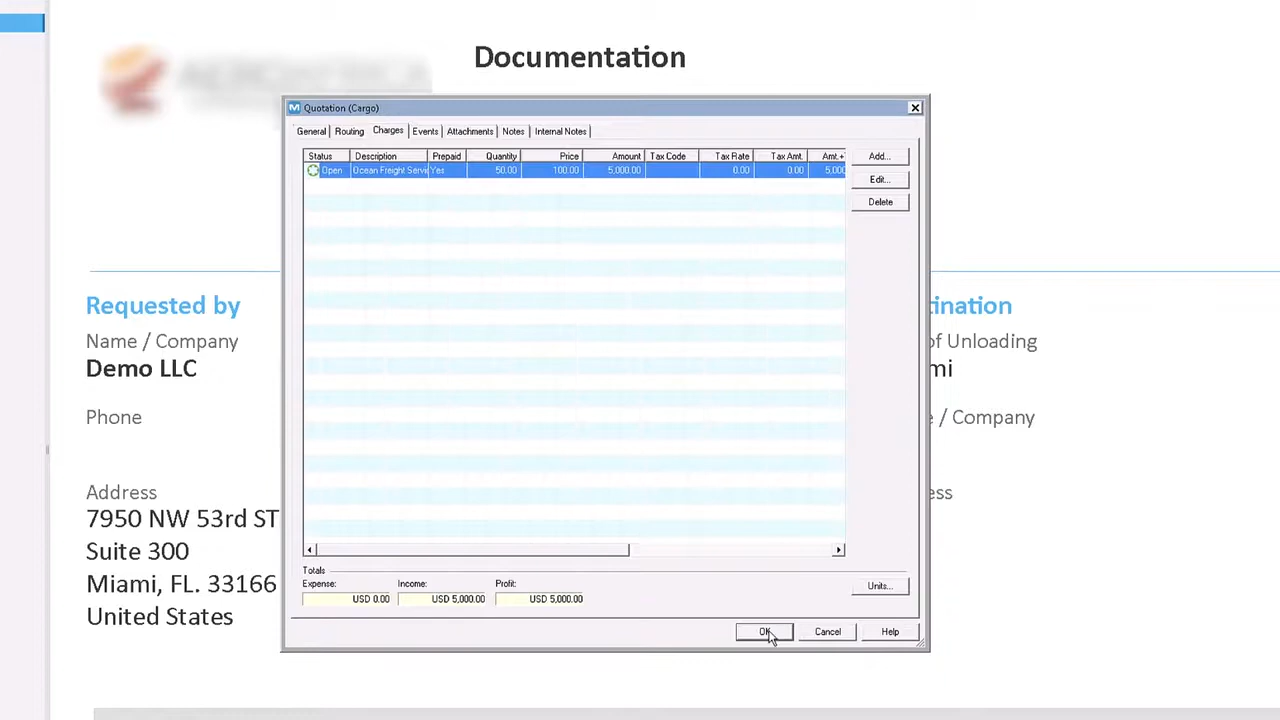 Documentation
Quotation (Cargo)
General Routing Charges Events Attachments Notes Internal Notes
Status Description Prepaid Quantity Price Amount Tax Code Tax Rate Tax Amt. Amt.+
Open Ocean Freight Servi Yes 50.00 100.00 5,000.00 0.00 0.00 5,000
Add...
Edit...
Delete
Totals
Expense: Income: Profit:
USD 0.00 USD 5,000.00 USD 5,000.00
Units...
OK Cancel Help
Requested by
Name / Company
Demo LLC
Phone
Address
7950 NW 53rd ST
Suite 300
Miami, FL. 33166
United States
tination
of Unloading
mi
/ Company
ess